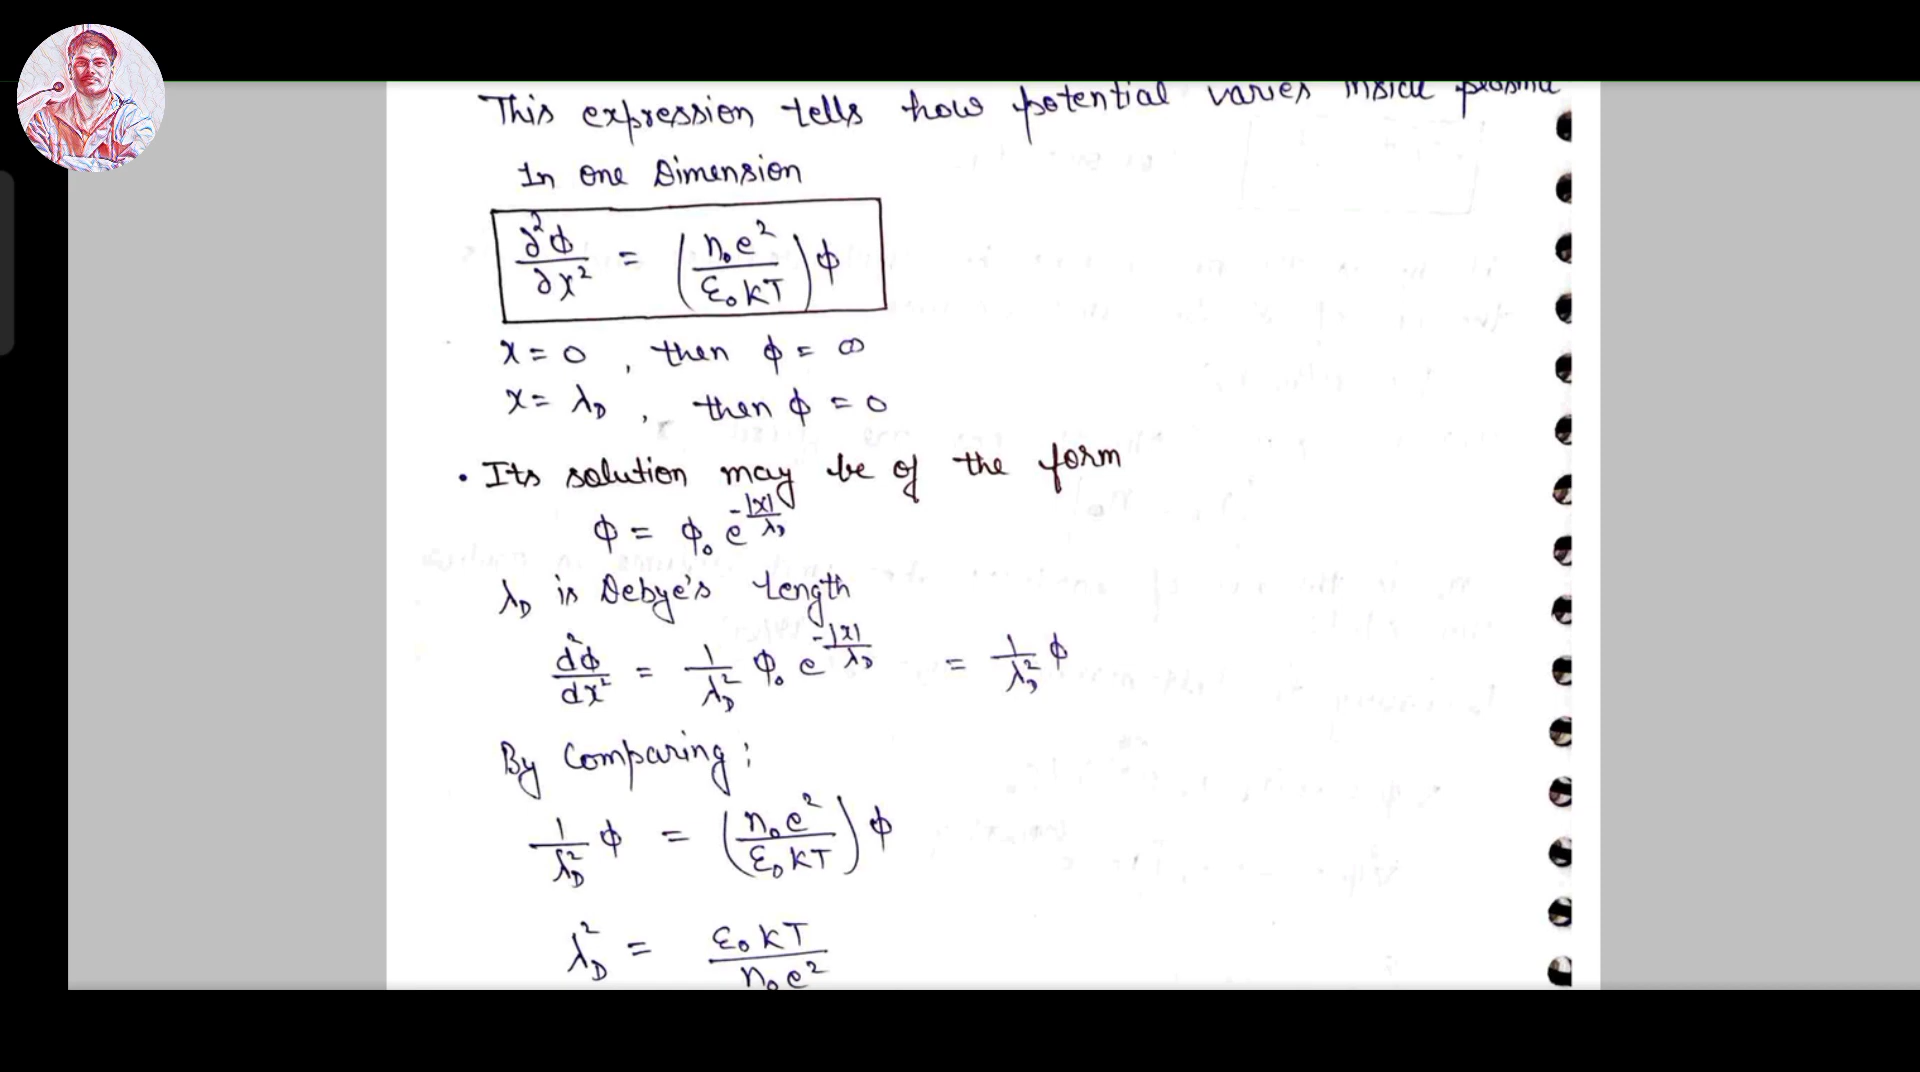 This expression tells how potential varies inside plasma
In one Dimension
∂²ϕ/∂x² = (n₀e²/ε₀kT)ϕ
x = 0 , then ϕ = ∞
x = λ_D , then ϕ = 0
• Its solution may be of the form
ϕ = ϕ₀ e^(-|x|/λ_D)
λ_D is Debye's length
d²ϕ/dx² = 1/λ_D² ϕ₀ e^(-|x|/λ_D) = 1/λ_D² ϕ
By Comparing :
1/λ_D² ϕ = (n₀e²/ε₀kT)ϕ
λ_D² = ε₀kT/n₀e²